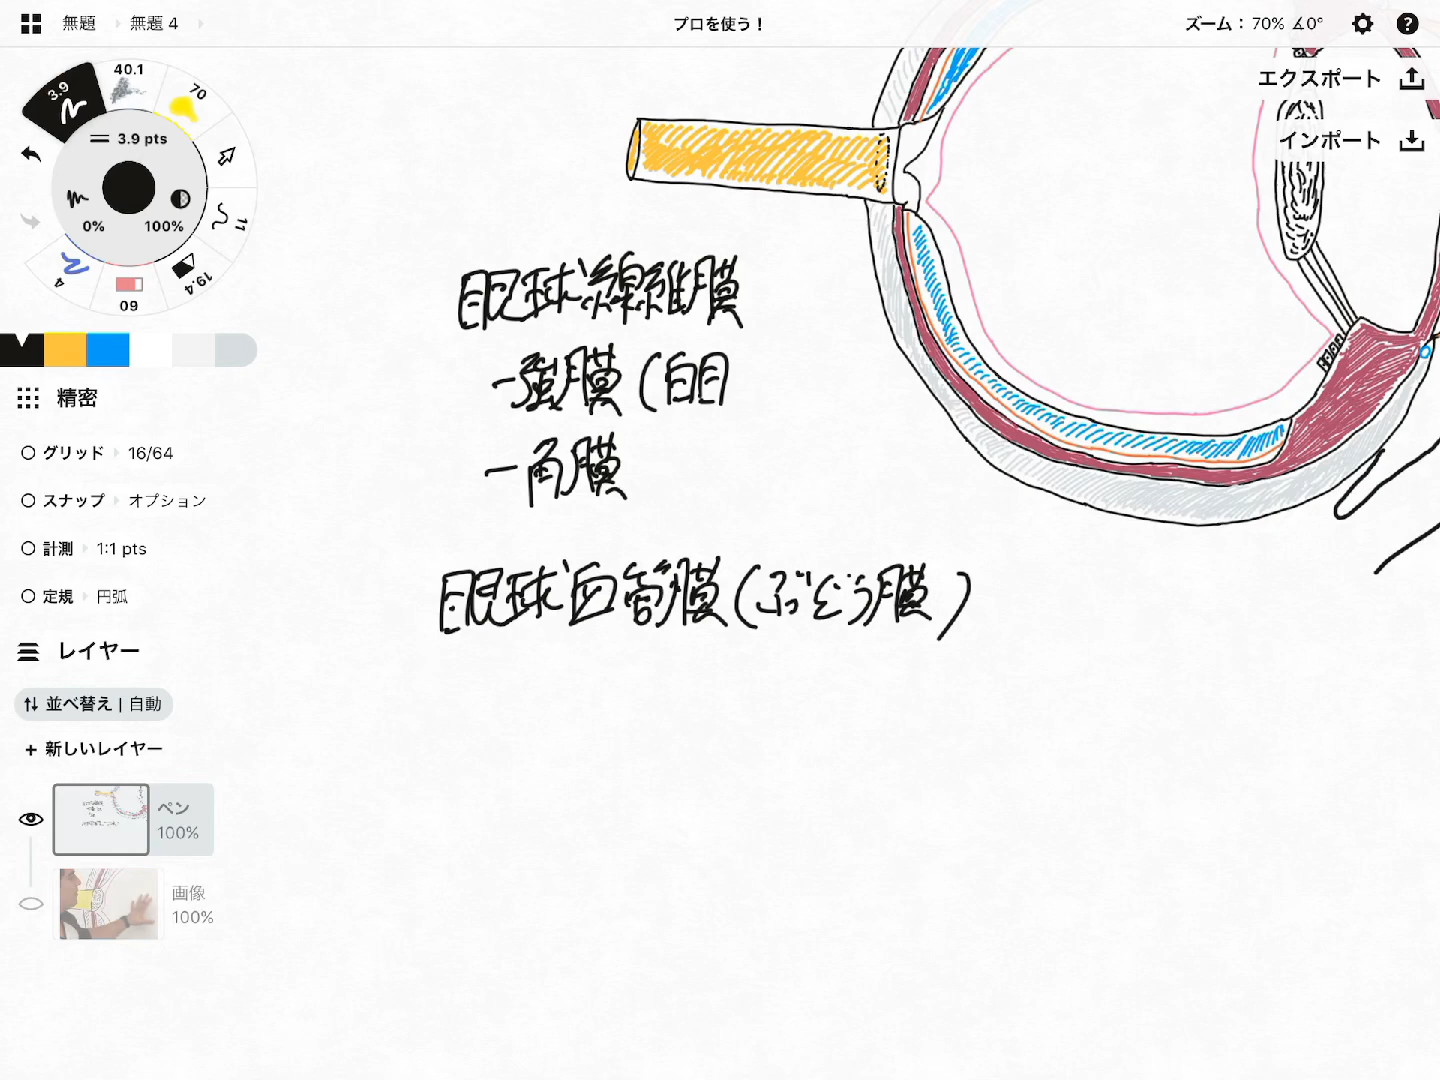 無題 無題 4 プロを使う！ ズーム：70% ∡0°
エクスポート
インポート
3.9
40.1
70
3.9 pts
0% 100%
11
19.4
60
4
精密
グリッド 16/64
スナップ オプション
計測 1:1 pts
定規 円弧
レイヤー
並べ替え | 自動
+ 新しいレイヤー
ペン
100%
画像
100%
眼球線維膜
ー強膜（白目
ー角膜
眼球血管膜（ぶどう膜）